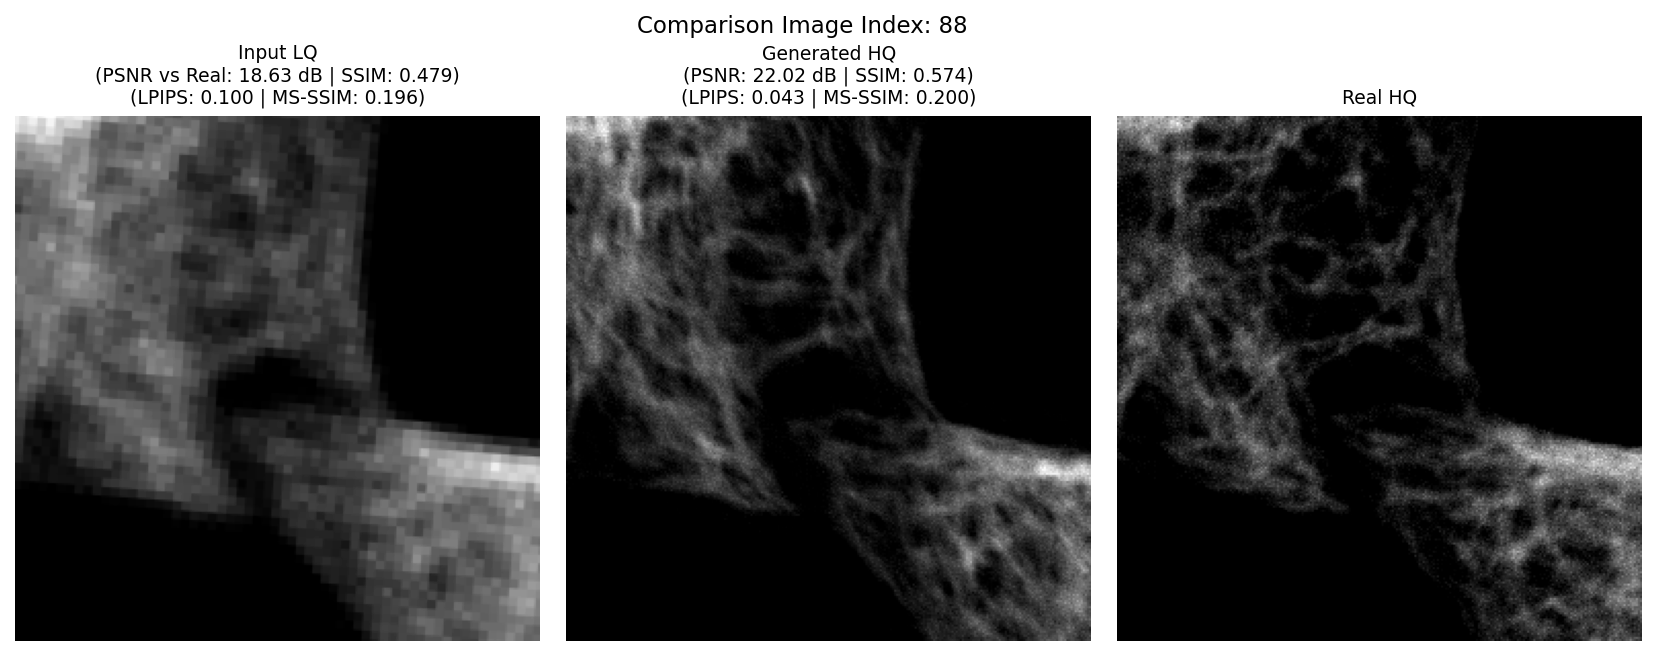 Comparison Image Index: 88
Input LQ
(PSNR vs Real: 18.63 dB | SSIM: 0.479)
(LPIPS: 0.100 | MS-SSIM: 0.196)
Generated HQ
(PSNR: 22.02 dB | SSIM: 0.574)
(LPIPS: 0.043 | MS-SSIM: 0.200)
Real HQ